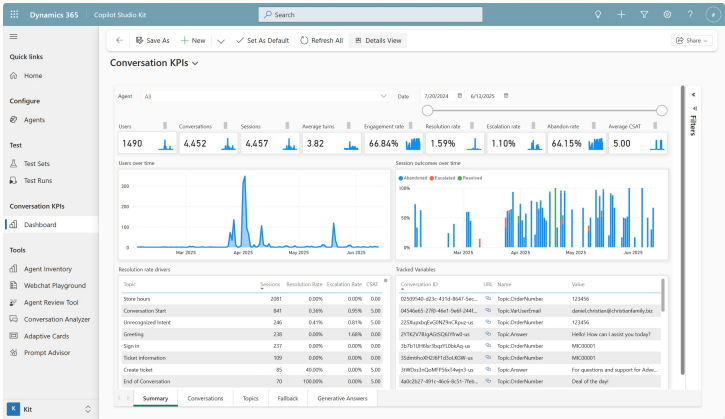 Dynamics 365 Copilot Studio Kit Search
Save As New Set As Default Refresh All Details View Share
Quick links
Home
Configure
Agents
Test
Test Sets
Test Runs
Conversation KPIs
Dashboard
Tools
Agent Inventory
Webchat Playground
Agent Review Tool
Conversation Analyzer
Adaptive Cards
Prompt Advisor
K Kit
Conversation KPIs
Agent All Date 7/20/2024 6/13/2025
Filters
Users Conversations Sessions Average turns Engagement rate Resolution rate Escalation rate Abandon rate Average CSAT
1490 4,452 4,457 3.82 66.84% 1.59% 1.10% 64.15% 5.00
Users over time
300
200
100
0
Mar 2025 Apr 2025 May 2025 Jun 2025
Session outcomes over time
Abandoned Escalated Resolved
100%
50%
0%
Mar 2025 Apr 2025 May 2025 Jun 2025
Resolution rate drivers
Topic Sessions Resolution Rate Escalation Rate CSAT
Store hours 2081 0.00% 0.00% 0.00
Conversation Start 841 0.36% 0.95% 5.00
Unrecognized Intent 246 0.41% 0.81% 5.00
Greeting 238 0.00% 1.68% 0.00
Sign in 237 0.00% 0.00% 0.00
Ticket information 109 0.00% 0.00% 0.00
Create ticket 85 40.00% 0.00% 5.00
End of Conversation 70 100.00% 0.00% 5.00
Tracked Variables
Conversation ID URL Name Value
Topic.OrderNumber 123456
Topic.VarUserEmail daniel.christian@christianfamily.biz
Topic.OrderNumber 123456
Topic.Answer Hello! How can I assist you today?
Topic.OrderNumber MIC00001
Topic.OrderNumber MIC00001
Topic.Answer For questions and support for Adwe...
Topic.OrderNumber Deal of the day!
Summary Conversations Topics Fallback Generative Answers